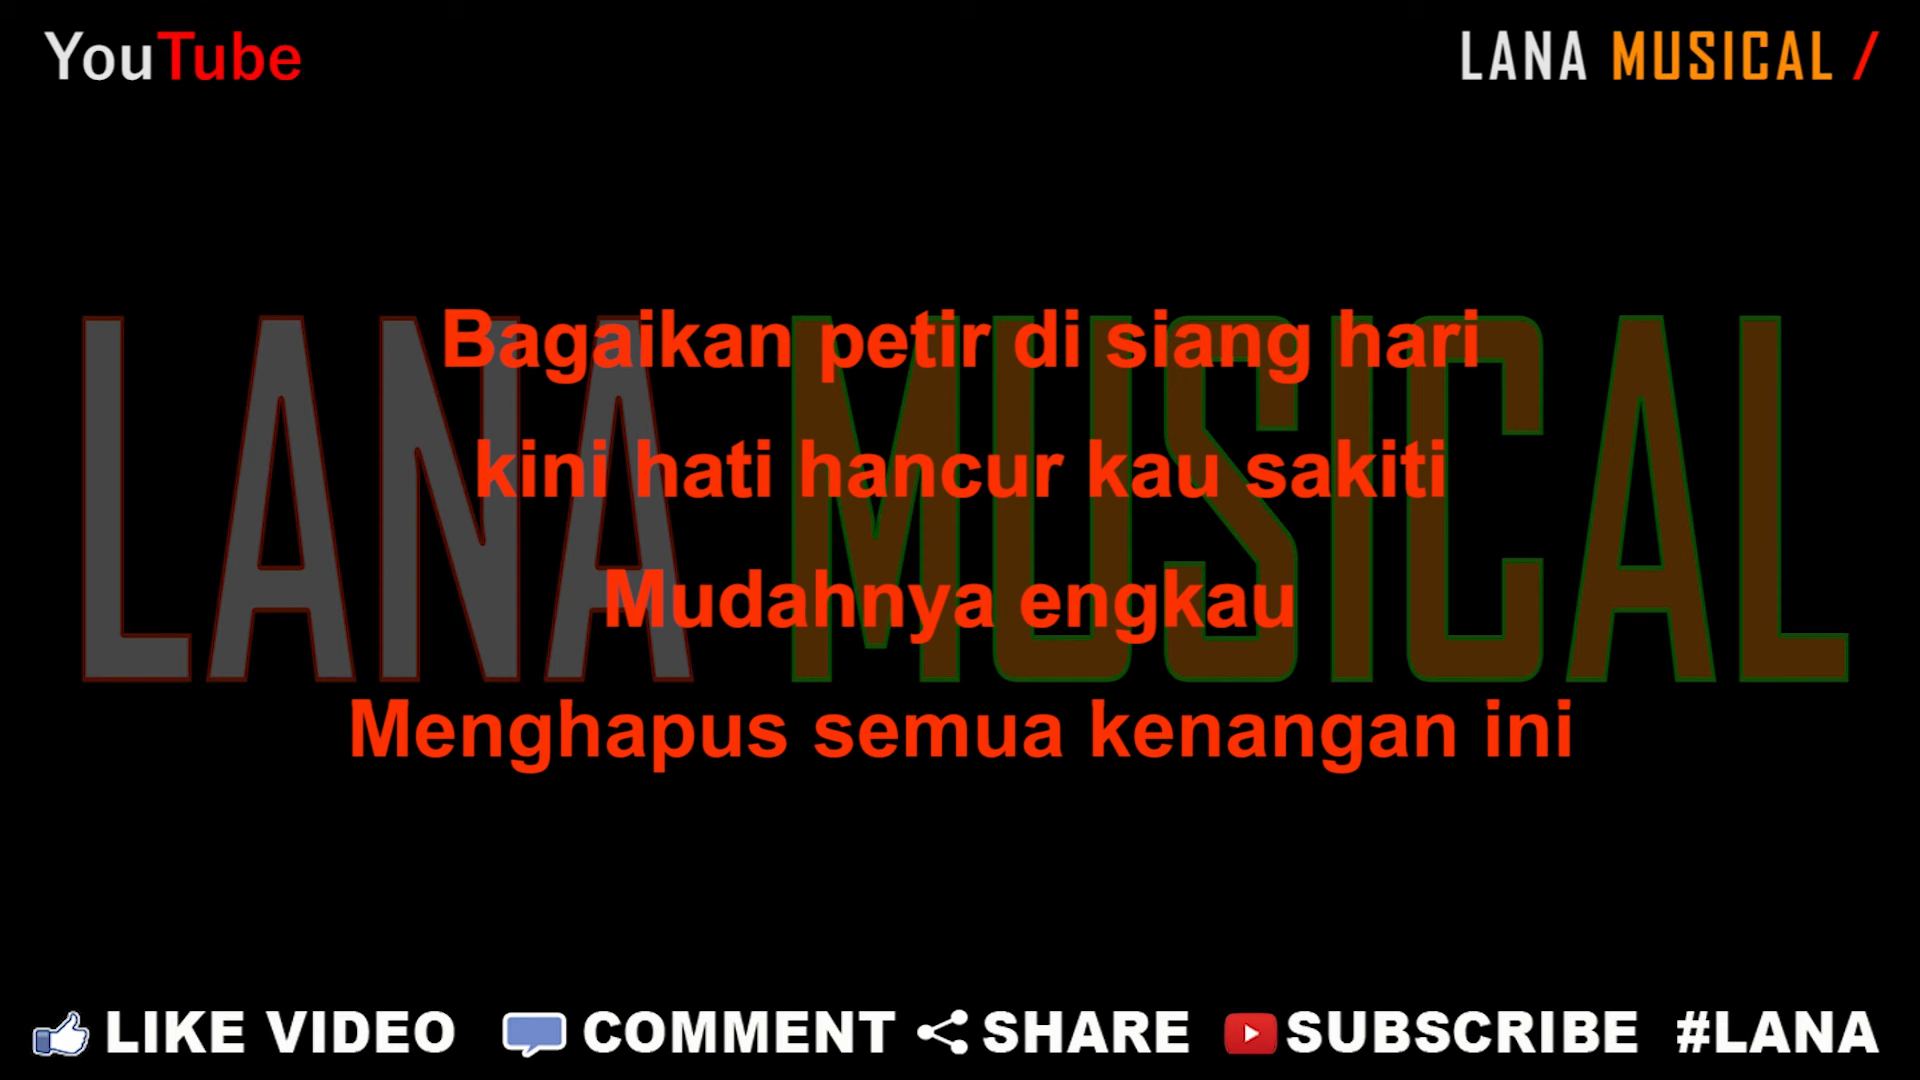 YouTube
LANA MUSICAL /
LANA MUSICAL
Bagaikan petir di siang hari
kini hati hancur kau sakiti
Mudahnya engkau
Menghapus semua kenangan ini
LIKE VIDEO COMMENT SHARE SUBSCRIBE #LANA